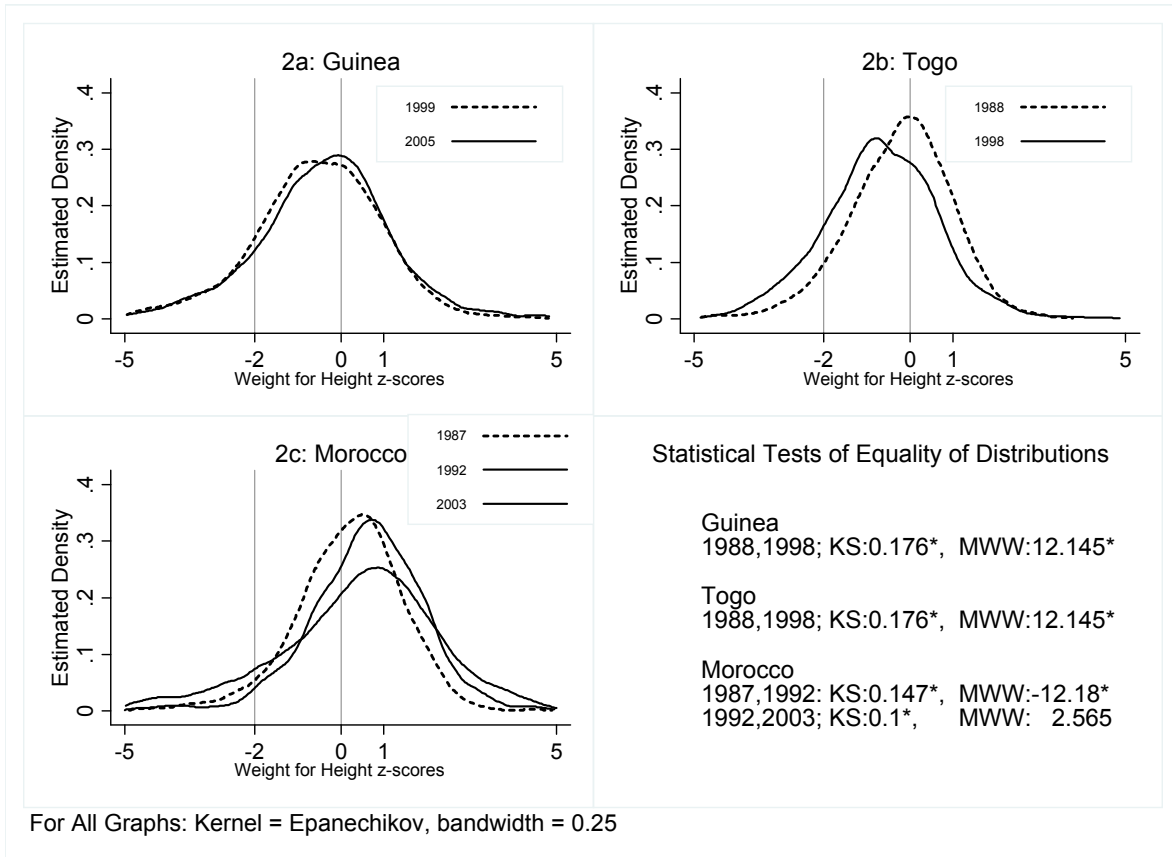 2a: Guinea
1999
2005
Estimated Density
0 .1 .2 .3 .4
-5 -2 0 1 5
Weight for Height z-scores
2b: Togo
1988
1998
Estimated Density
0 .1 .2 .3 .4
-5 -2 0 1 5
Weight for Height z-scores
2c: Morocco
1987
1992
2003
Estimated Density
0 .1 .2 .3 .4
-5 -2 0 1 5
Weight for Height z-scores
Statistical Tests of Equality of Distributions
Guinea
1988,1998; KS:0.176*, MWW:12.145*
Togo
1988,1998; KS:0.176*, MWW:12.145*
Morocco
1987,1992: KS:0.147*, MWW:-12.18*
1992,2003; KS:0.1*, MWW: 2.565
For All Graphs: Kernel = Epanechikov, bandwidth = 0.25